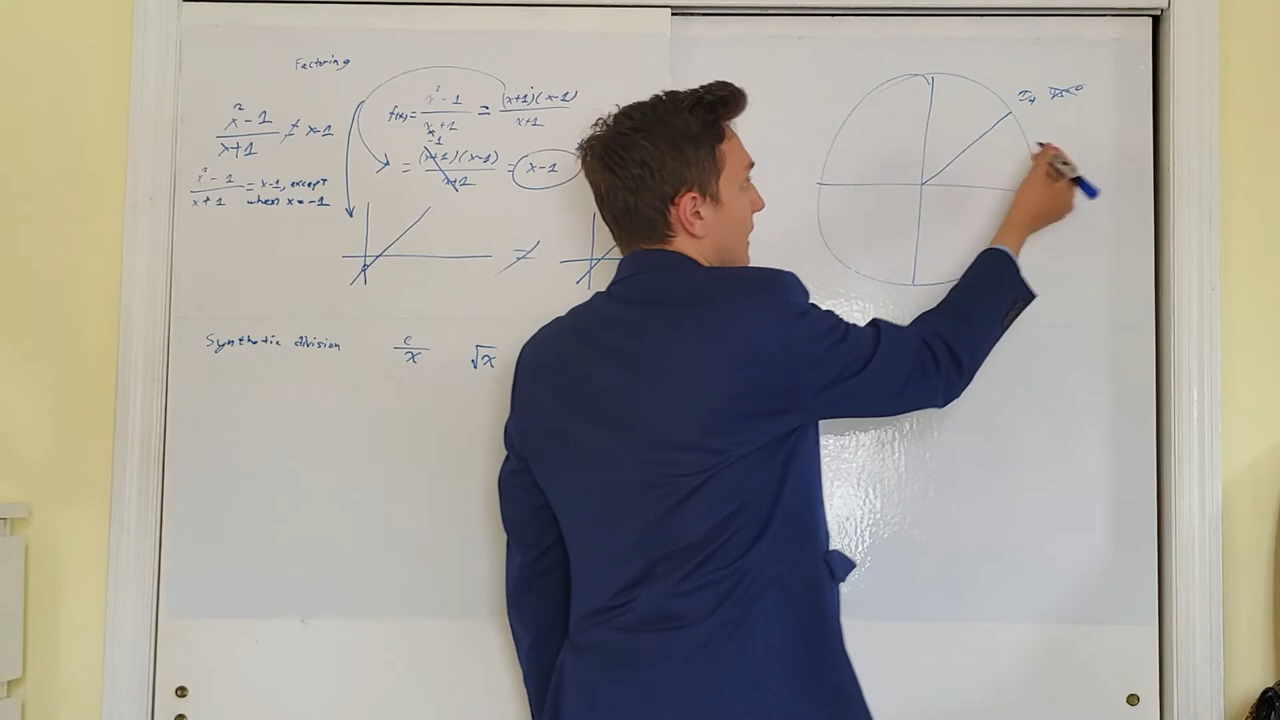 Factoring
x² - 1 / x+1 ≠ x-1
x² - 1 / x+1 = x-1, except
when x = -1
f(x) = x² - 1 / x+1 = (x+1)(x-1) / x+1
-1
= (x+1)(x-1) / x+1 = x-1
≠
Synthetic division
c / x
√x